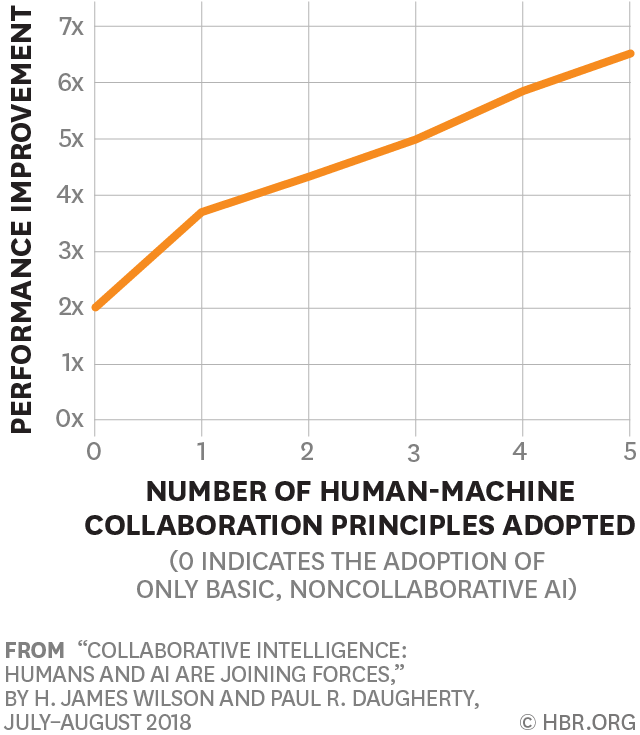 PERFORMANCE IMPROVEMENT
7x
6x
5x
4x
3x
2x
1x
0x
0 1 2 3 4 5
NUMBER OF HUMAN-MACHINE
COLLABORATION PRINCIPLES ADOPTED
(0 INDICATES THE ADOPTION OF
ONLY BASIC, NONCOLLABORATIVE AI)
FROM “COLLABORATIVE INTELLIGENCE:
HUMANS AND AI ARE JOINING FORCES,”
BY H. JAMES WILSON AND PAUL R. DAUGHERTY,
JULY–AUGUST 2018 © HBR.ORG